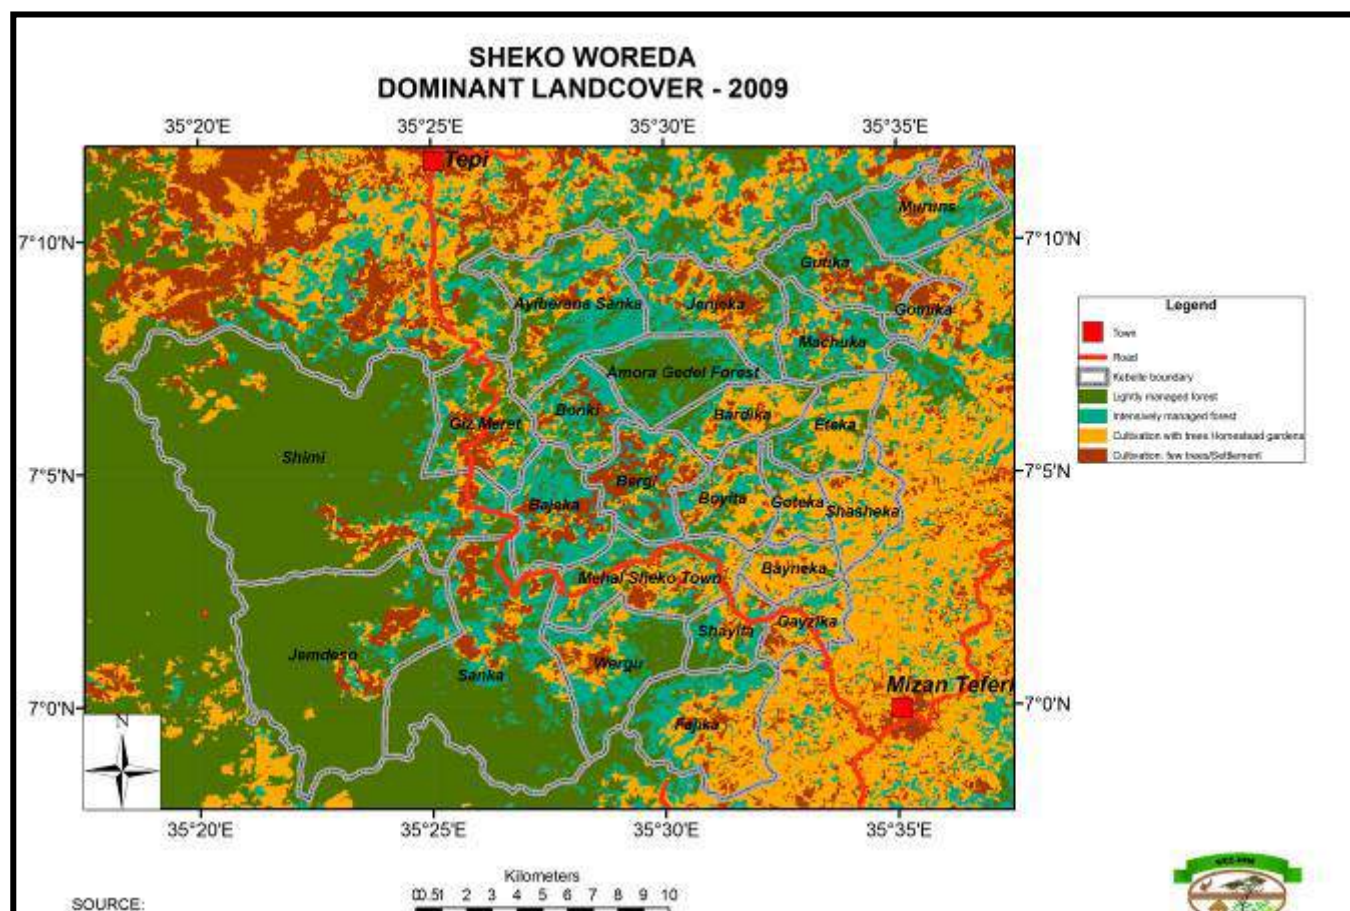 SHEKO WOREDA
DOMINANT LANDCOVER - 2009
35°20'E 35°25'E 35°30'E 35°35'E
Tepi
Muruns
7°10'N 7°10'N
Gutika
Ayiberans Sanka Jenjeka Gomika
Machuka
Amora Gedel Forest
Bonki Bardika
Giz Meret Eteka
Shimi
7°5'N 7°5'N
Bergi
Bajeka Boyita Goteka Shasheka
Mehal Sheko Town Bayneka
Shayita Gayzika
Jemdeso Wergu
Sanka
Mizan Teferi
7°0'N 7°0'N
Fajika
N
35°20'E 35°25'E 35°30'E 35°35'E
Legend
Town
Road
Kebelle boundary
Lightly managed forest
Intensively managed forest
Cultivation with trees Homestead gardens
Cultivation: few trees/Settlement
Kilometers
0 0.5 1 2 3 4 5 6 7 8 9 10
SOURCE: